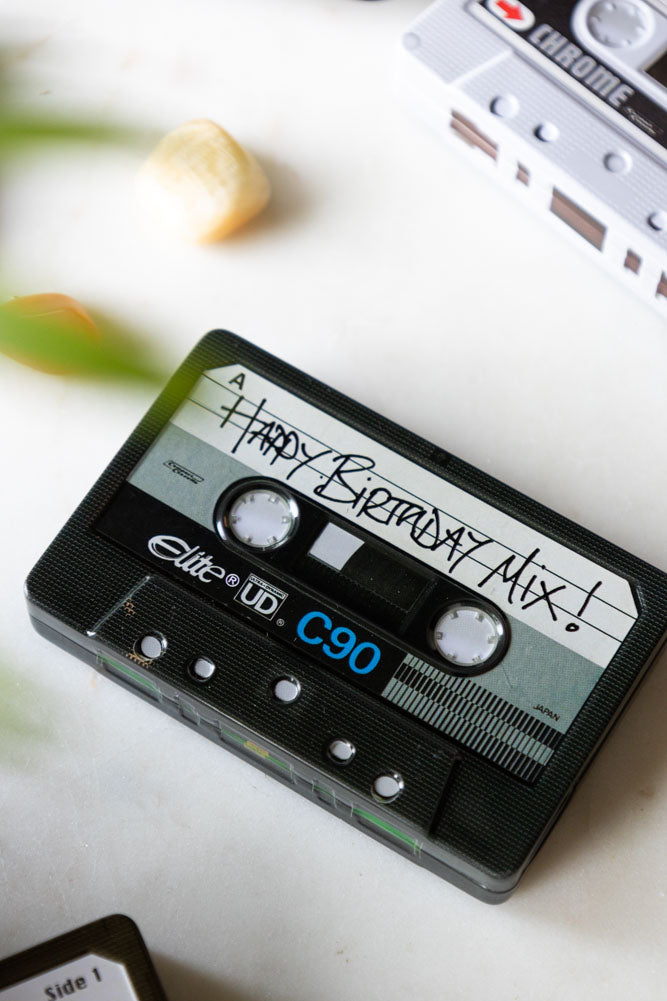 CHROME
A
HAPPY BIRTHDAY MIX!
Elite®
UD®
C90
JAPAN
Side 1